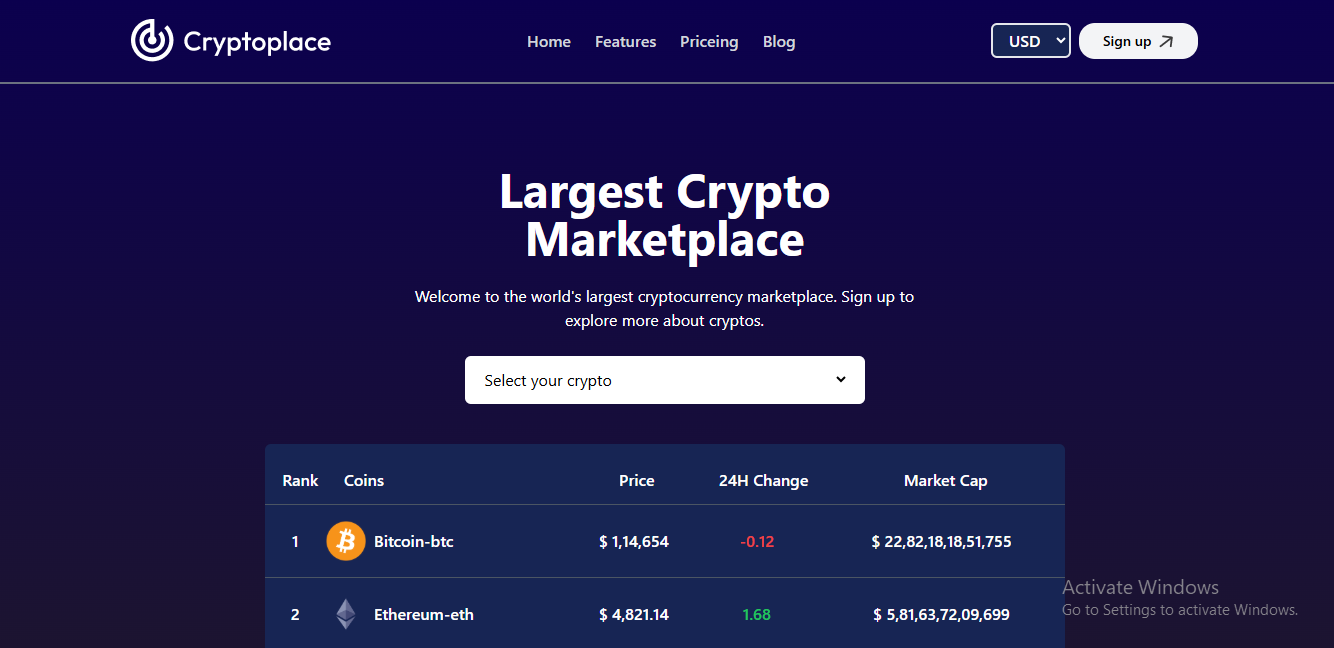 Cryptoplace
Home Features Priceing Blog
USD
Sign up
Largest Crypto
Marketplace
Welcome to the world's largest cryptocurrency marketplace. Sign up to
explore more about cryptos.
Select your crypto
Rank Coins Price 24H Change Market Cap
1 Bitcoin-btc $ 1,14,654 -0.12 $ 22,82,18,18,51,755
2 Ethereum-eth $ 4,821.14 1.68 $ 5,81,63,72,09,699
Activate Windows
Go to Settings to activate Windows.